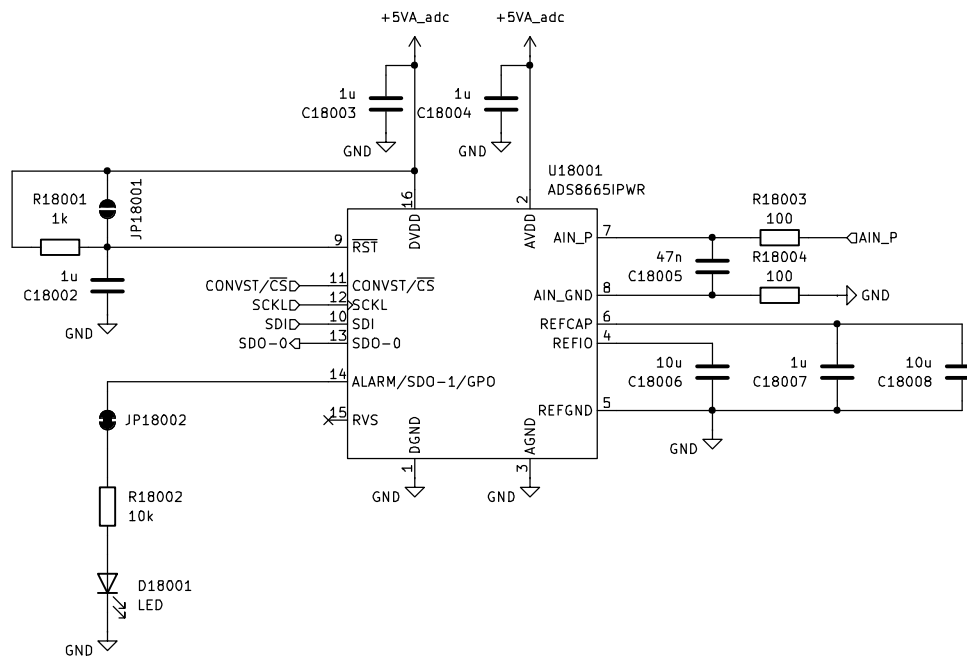 +5VA_adc
+5VA_adc
1u
C18003
1u
C18004
GND
GND
U18001
ADS8665IPWR
R18001
1k
JP18001
16
DVDD
2
AVDD
R18003
100
9
RST
AIN_P
7
AIN_P
1u
C18002
47n
C18005
R18004
100
CONVST/CS
11
CONVST/CS
SCKL
12
SCKL
SDI
10
SDI
SDO-0
13
SDO-0
AIN_GND
8
GND
GND
REFCAP
6
REFIO
4
10u
C18006
1u
C18007
10u
C18008
14
ALARM/SDO-1/GPO
JP18002
15
RVS
REFGND
5
DGND
1
AGND
3
GND
GND
GND
R18002
10k
D18001
LED
GND